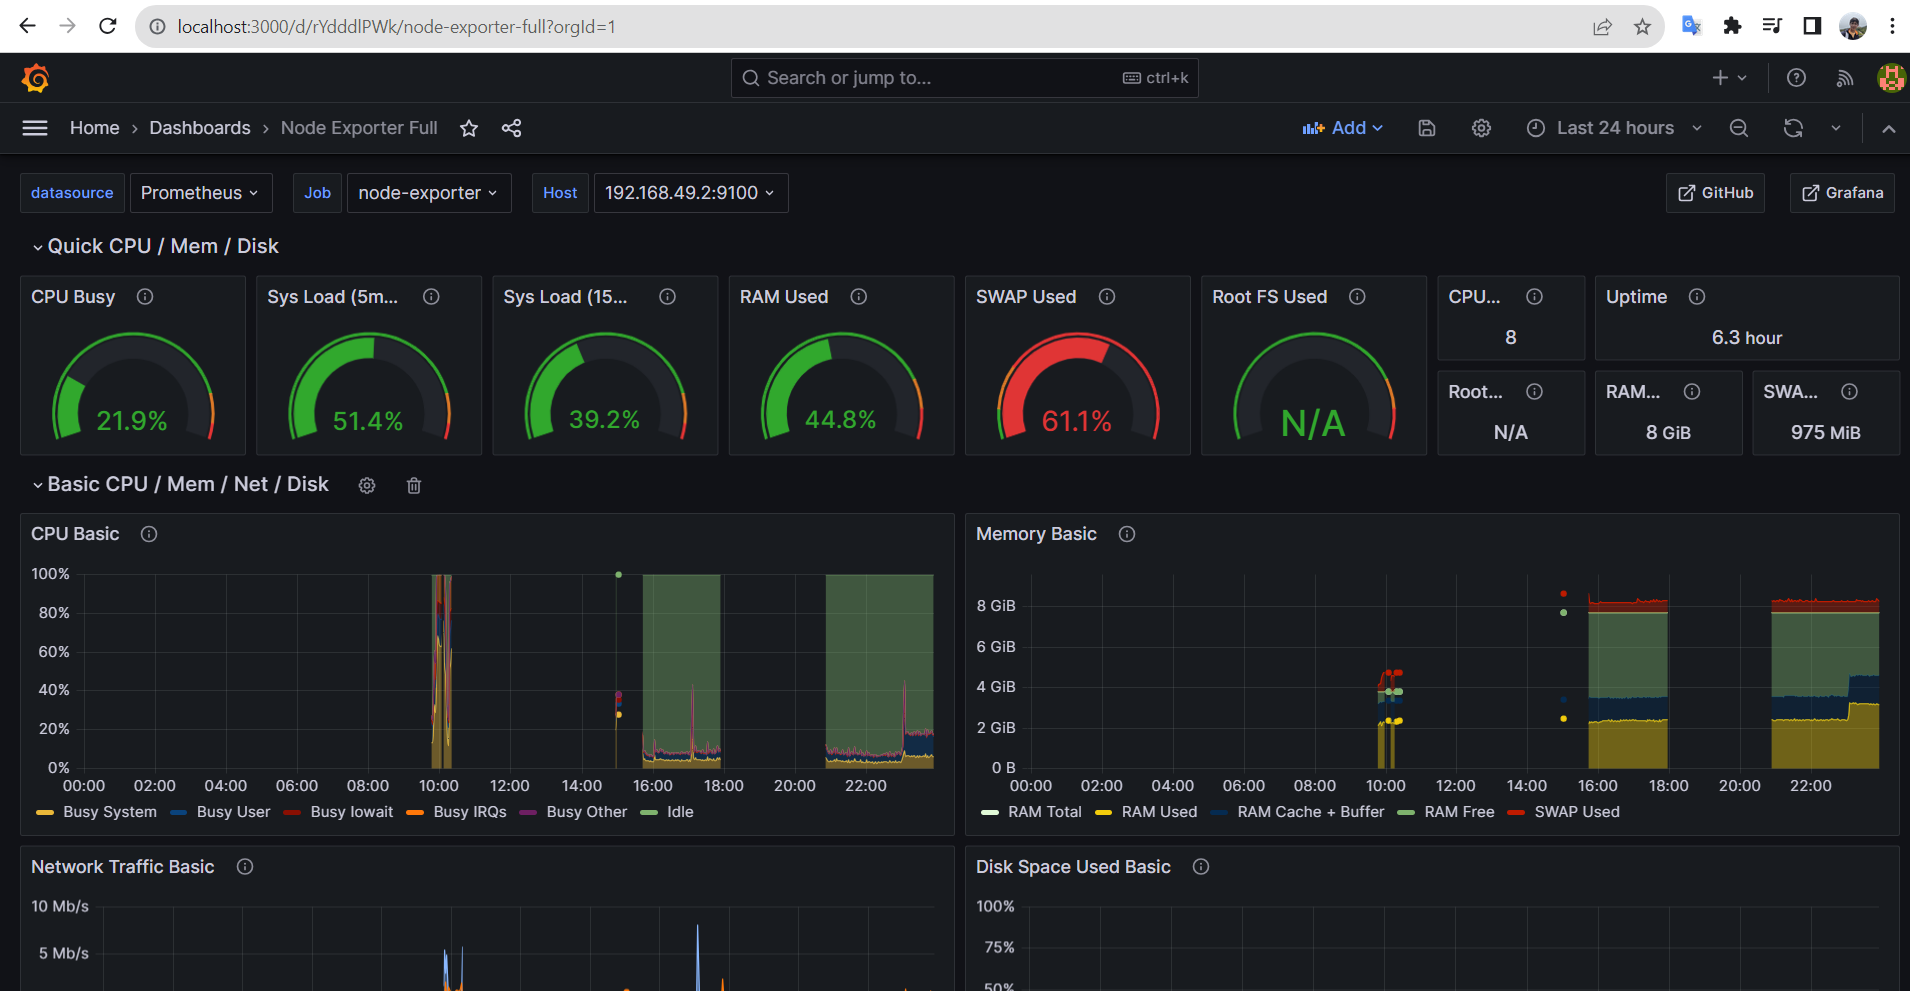 localhost:3000/d/rYdddlPWk/node-exporter-full?orgId=1
Search or jump to...
ctrl+k
Home › Dashboards › Node Exporter Full
Add
Last 24 hours
datasource
Prometheus
Job
node-exporter
Host
192.168.49.2:9100
GitHub
Grafana
Quick CPU / Mem / Disk
CPU Busy
21.9%
Sys Load (5m...
51.4%
Sys Load (15...
39.2%
RAM Used
44.8%
SWAP Used
61.1%
Root FS Used
N/A
CPU...
8
Uptime
6.3 hour
Root...
N/A
RAM...
8 GiB
SWA...
975 MiB
Basic CPU / Mem / Net / Disk
CPU Basic
100%
80%
60%
40%
20%
0%
00:00 02:00 04:00 06:00 08:00 10:00 12:00 14:00 16:00 18:00 20:00 22:00
Busy System Busy User Busy Iowait Busy IRQs Busy Other Idle
Memory Basic
8 GiB
6 GiB
4 GiB
2 GiB
0 B
00:00 02:00 04:00 06:00 08:00 10:00 12:00 14:00 16:00 18:00 20:00 22:00
RAM Total RAM Used RAM Cache + Buffer RAM Free SWAP Used
Network Traffic Basic
10 Mb/s
5 Mb/s
Disk Space Used Basic
100%
75%
50%